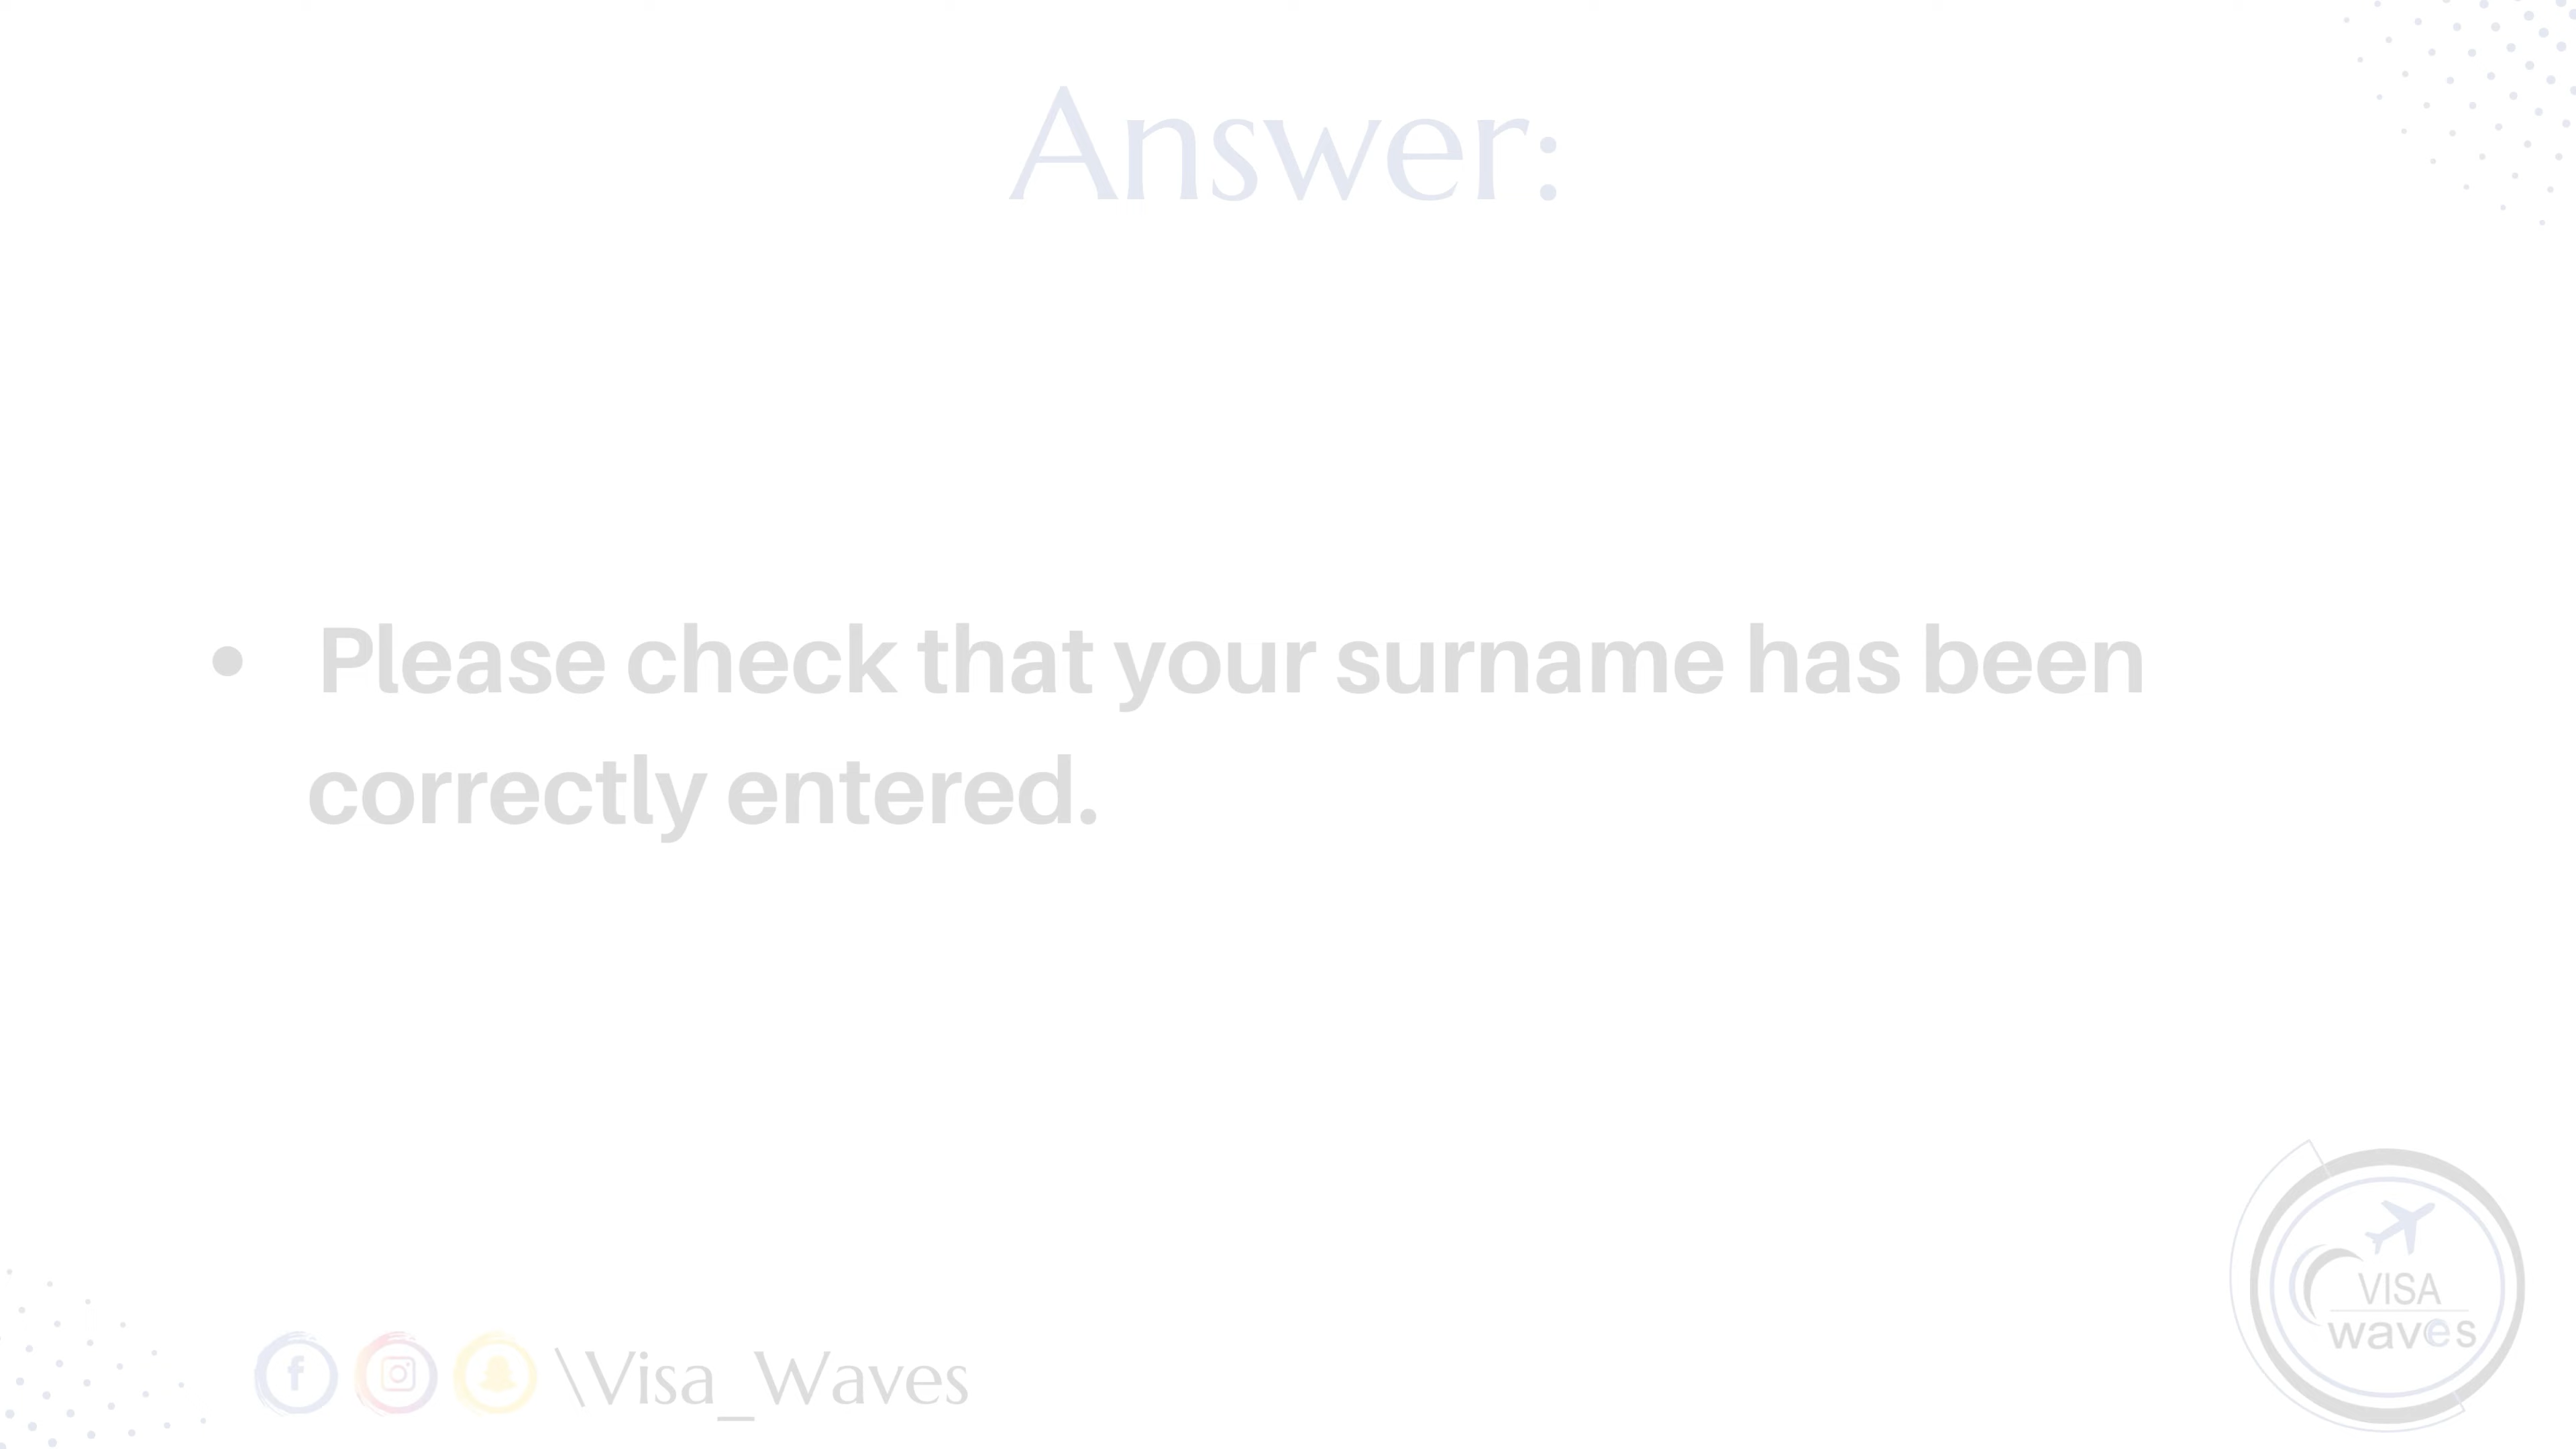 Answer:
• Please check that your surname has been
correctly entered.
\Visa_Waves
VISA
waves